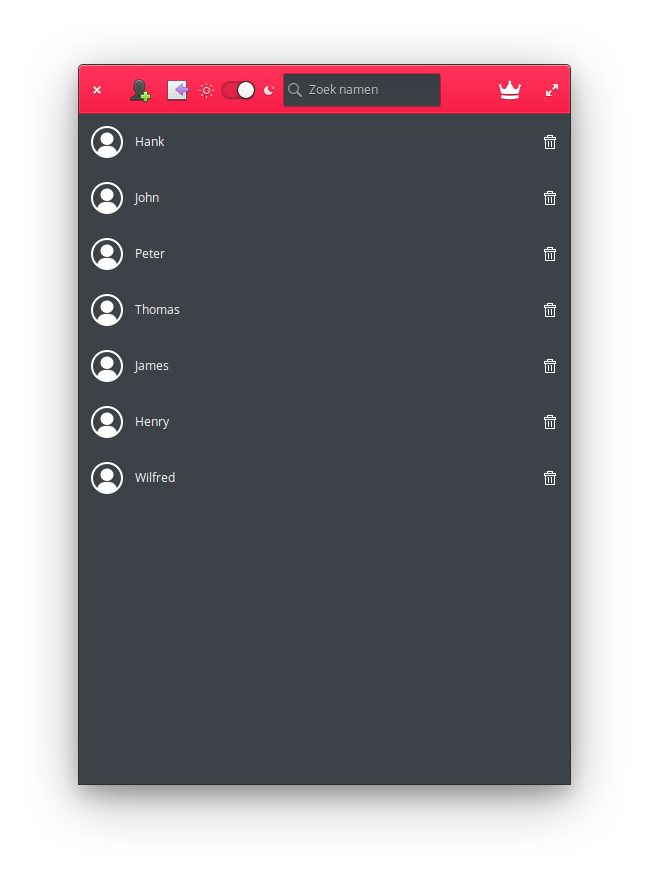 Zoek namen
Hank
John
Peter
Thomas
James
Henry
Wilfred